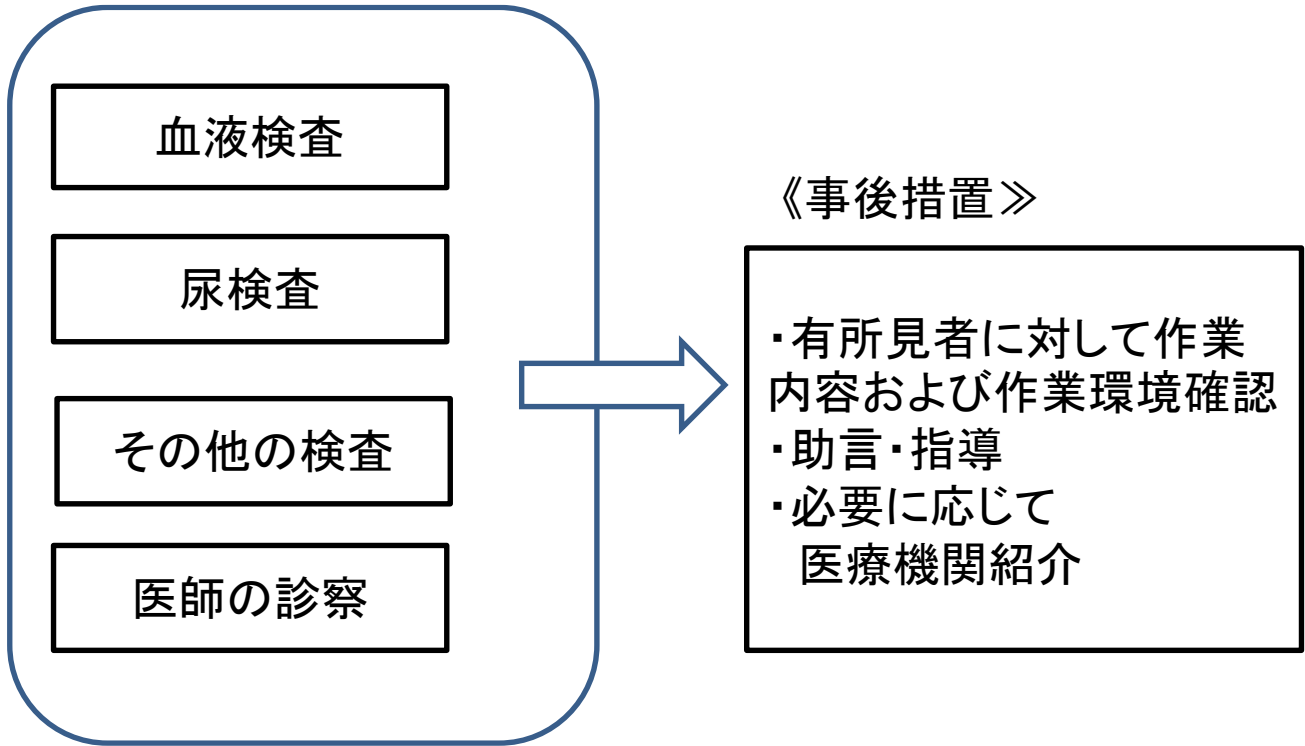 血液検査
尿検査
その他の検査
医師の診察
《事後措置≫
・有所見者に対して作業
内容および作業環境確認
・助言・指導
・必要に応じて
医療機関紹介